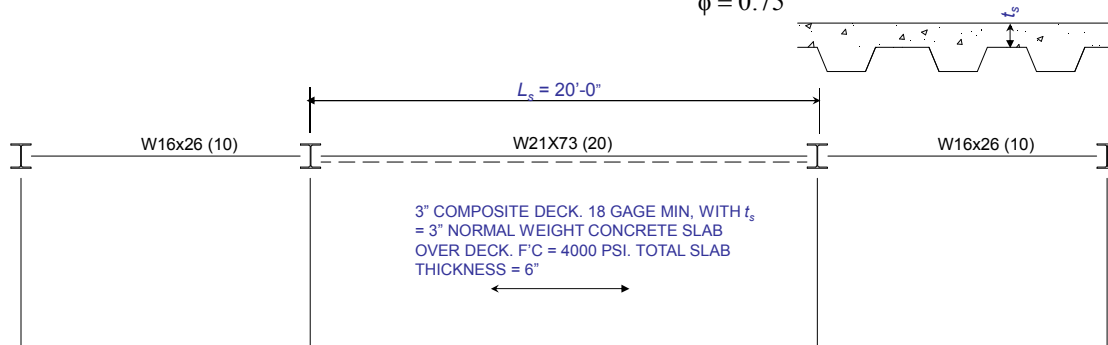 ϕ = 0.75
t_s
L_s = 20'-0"
W16x26 (10)
W21X73 (20)
W16x26 (10)
3" COMPOSITE DECK. 18 GAGE MIN, WITH t_s
= 3" NORMAL WEIGHT CONCRETE SLAB
OVER DECK. F'C = 4000 PSI. TOTAL SLAB
THICKNESS = 6"